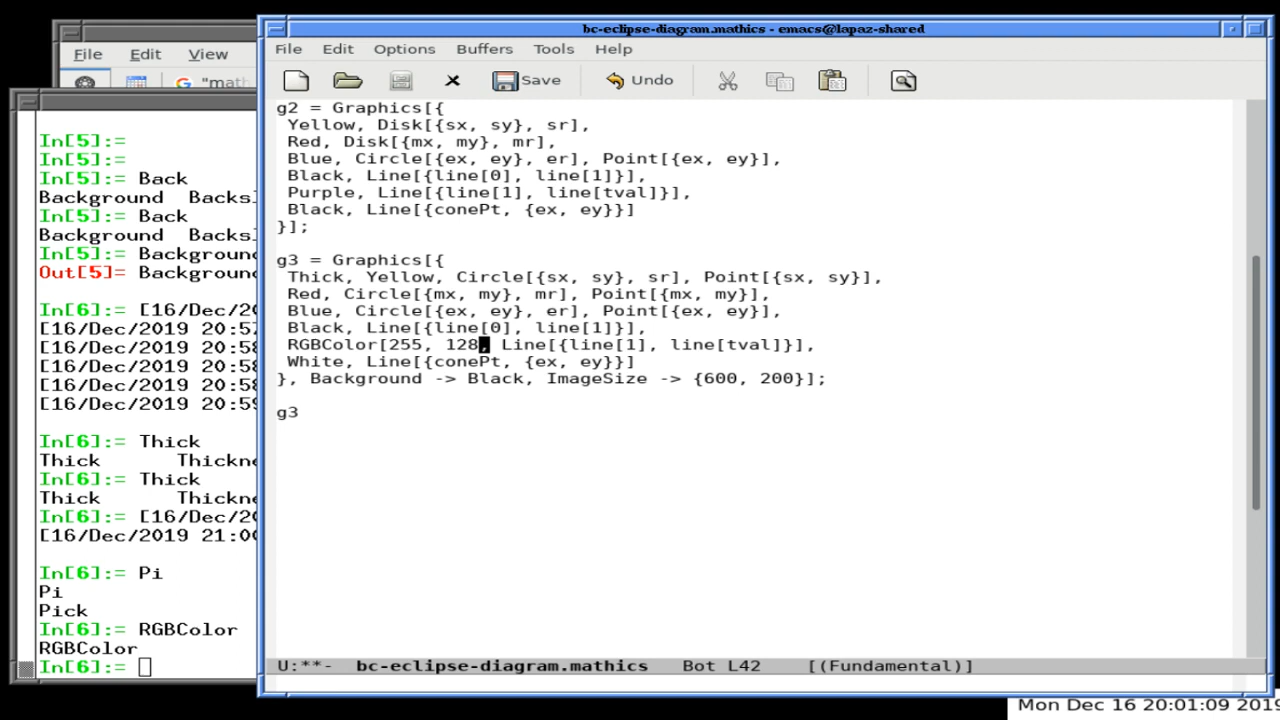 bc-eclipse-diagram.mathics - emacs@lapaz-shared
File Edit View
"math
File Edit Options Buffers Tools Help
Save Undo
In[5]:=
In[5]:=
In[5]:= Back
Background Backs
In[5]:= Back
Background Backs
In[5]:= Background
Out[5]= Background
In[6]:= [16/Dec/20
[16/Dec/2019 20:57
[16/Dec/2019 20:58
[16/Dec/2019 20:58
[16/Dec/2019 20:58
[16/Dec/2019 20:59
In[6]:= Thick
Thick Thickne
In[6]:= Thick
Thick Thickne
In[6]:= [16/Dec/20
[16/Dec/2019 21:00
In[6]:= Pi
Pi
Pick
In[6]:= RGBColor
RGBColor
In[6]:=
g2 = Graphics[{
Yellow, Disk[{sx, sy}, sr],
Red, Disk[{mx, my}, mr],
Blue, Circle[{ex, ey}, er], Point[{ex, ey}],
Black, Line[{line[0], line[1]}],
Purple, Line[{line[1], line[tval]}],
Black, Line[{conePt, {ex, ey}}]
}];
g3 = Graphics[{
Thick, Yellow, Circle[{sx, sy}, sr], Point[{sx, sy}],
Red, Circle[{mx, my}, mr], Point[{mx, my}],
Blue, Circle[{ex, ey}, er], Point[{ex, ey}],
Black, Line[{line[0], line[1]}],
RGBColor[255, 128, Line[{line[1], line[tval]}],
White, Line[{conePt, {ex, ey}}]
}, Background -> Black, ImageSize -> {600, 200}];
g3
U:**- bc-eclipse-diagram.mathics Bot L42 [(Fundamental)]
Mon Dec 16 20:01:09 2019